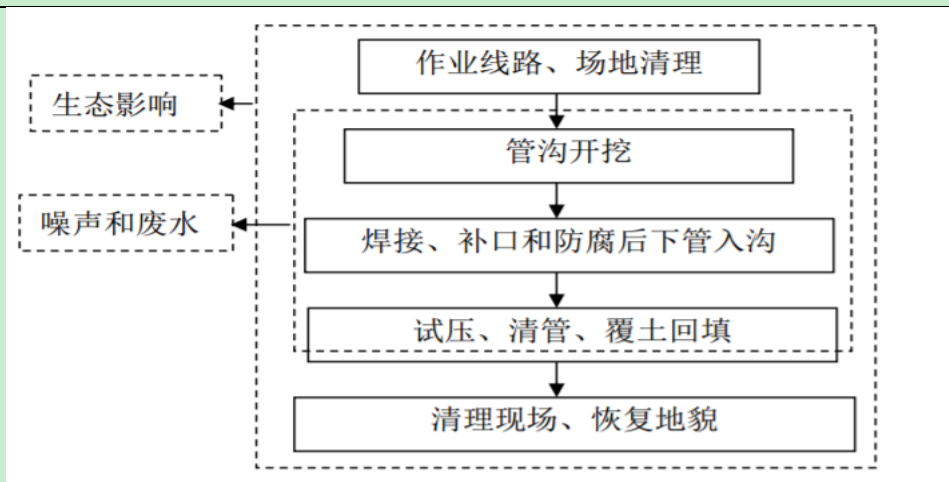 作业线路、场地清理
生态影响
管沟开挖
噪声和废水
焊接、补口和防腐后下管入沟
试压、清管、覆土回填
清理现场、恢复地貌